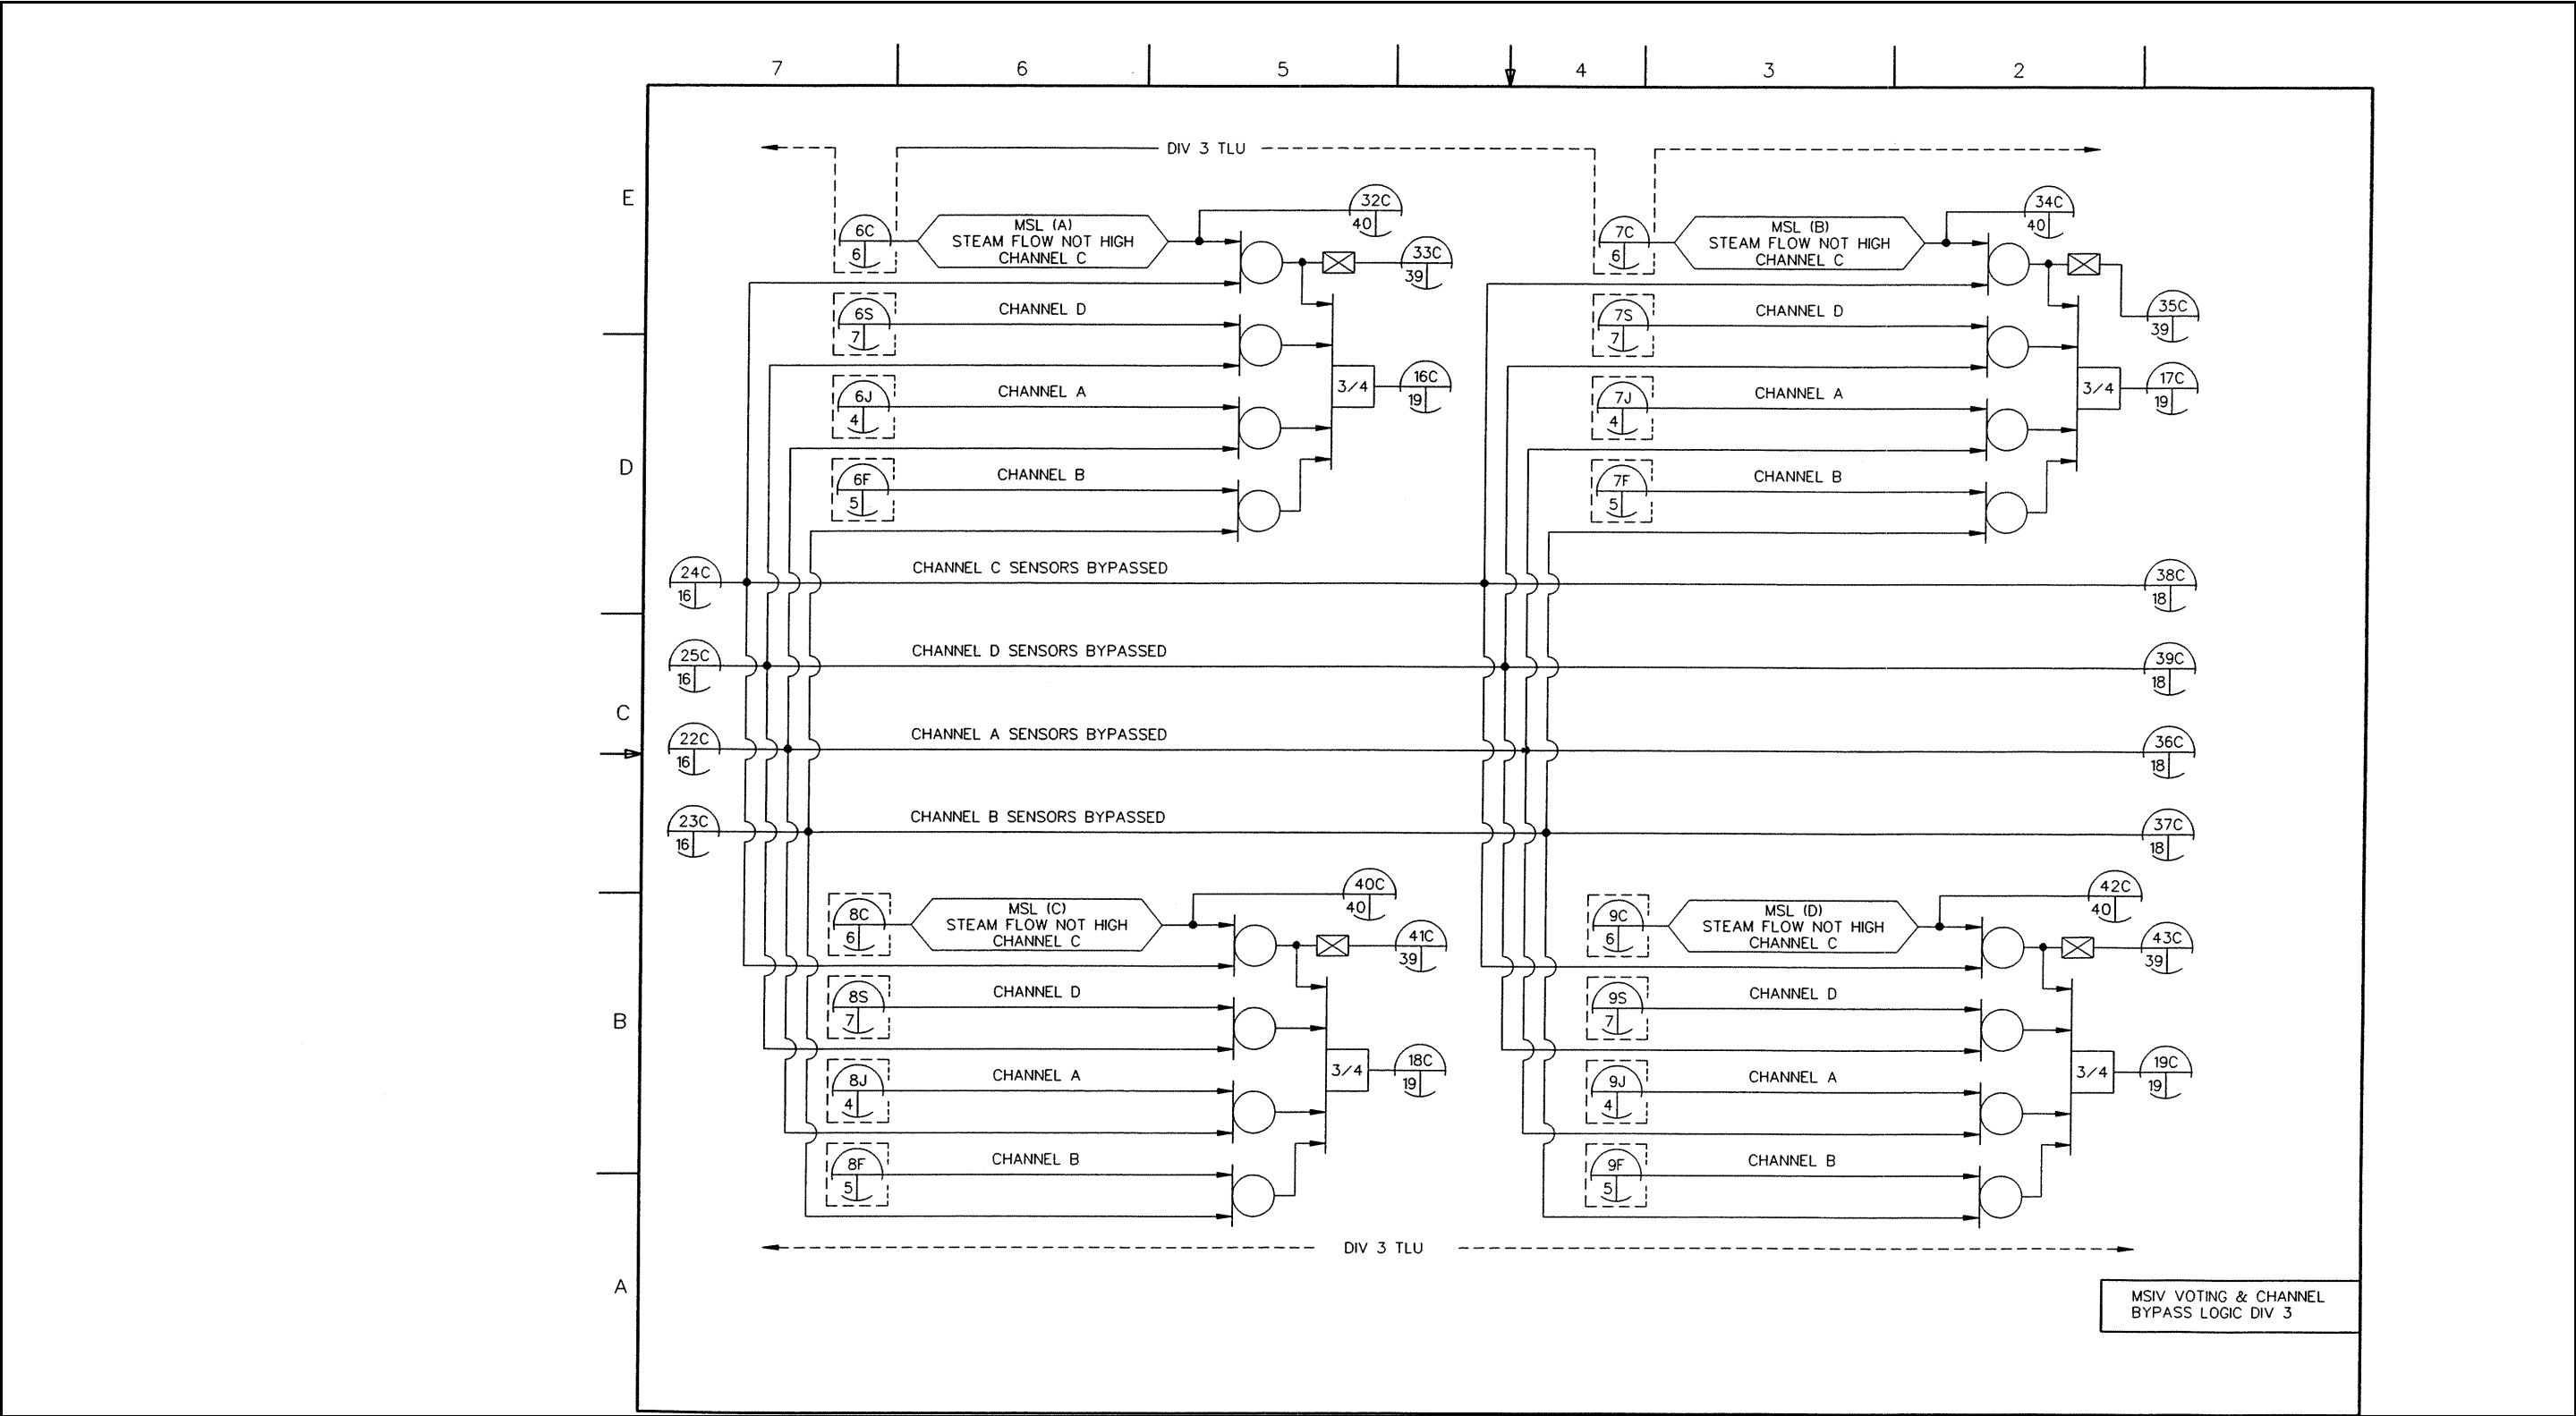 7 6 5 4 3 2
E
D
C
B
A
DIV 3 TLU
6C
6
MSL (A)
STEAM FLOW NOT HIGH
CHANNEL C
32C
40
33C
39
6S
7
CHANNEL D
6J
4
CHANNEL A
3/4
16C
19
6F
5
CHANNEL B
7C
6
MSL (B)
STEAM FLOW NOT HIGH
CHANNEL C
34C
40
35C
39
7S
7
CHANNEL D
7J
4
CHANNEL A
3/4
17C
19
7F
5
CHANNEL B
24C
16
CHANNEL C SENSORS BYPASSED
38C
18
25C
16
CHANNEL D SENSORS BYPASSED
39C
18
22C
16
CHANNEL A SENSORS BYPASSED
36C
18
23C
16
CHANNEL B SENSORS BYPASSED
37C
18
8C
6
MSL (C)
STEAM FLOW NOT HIGH
CHANNEL C
40C
40
41C
39
8S
7
CHANNEL D
8J
4
CHANNEL A
3/4
18C
19
8F
5
CHANNEL B
9C
6
MSL (D)
STEAM FLOW NOT HIGH
CHANNEL C
42C
40
43C
39
9S
7
CHANNEL D
9J
4
CHANNEL A
3/4
19C
19
9F
5
CHANNEL B
DIV 3 TLU
MSIV VOTING & CHANNEL
BYPASS LOGIC DIV 3